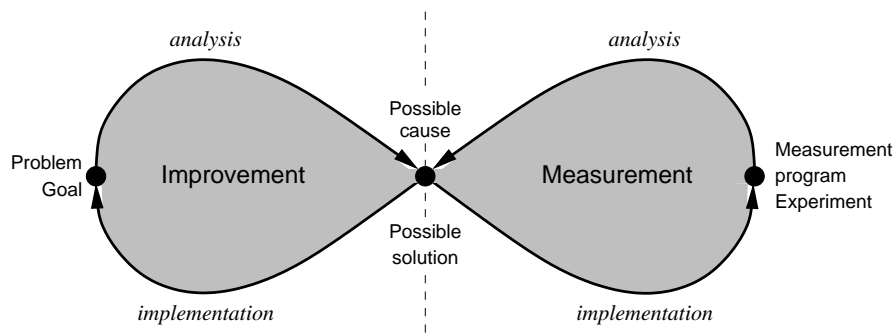 analysis
analysis
Possible
cause
Problem
Goal
Improvement
Measurement
Measurement
program
Experiment
Possible
solution
implementation
implementation